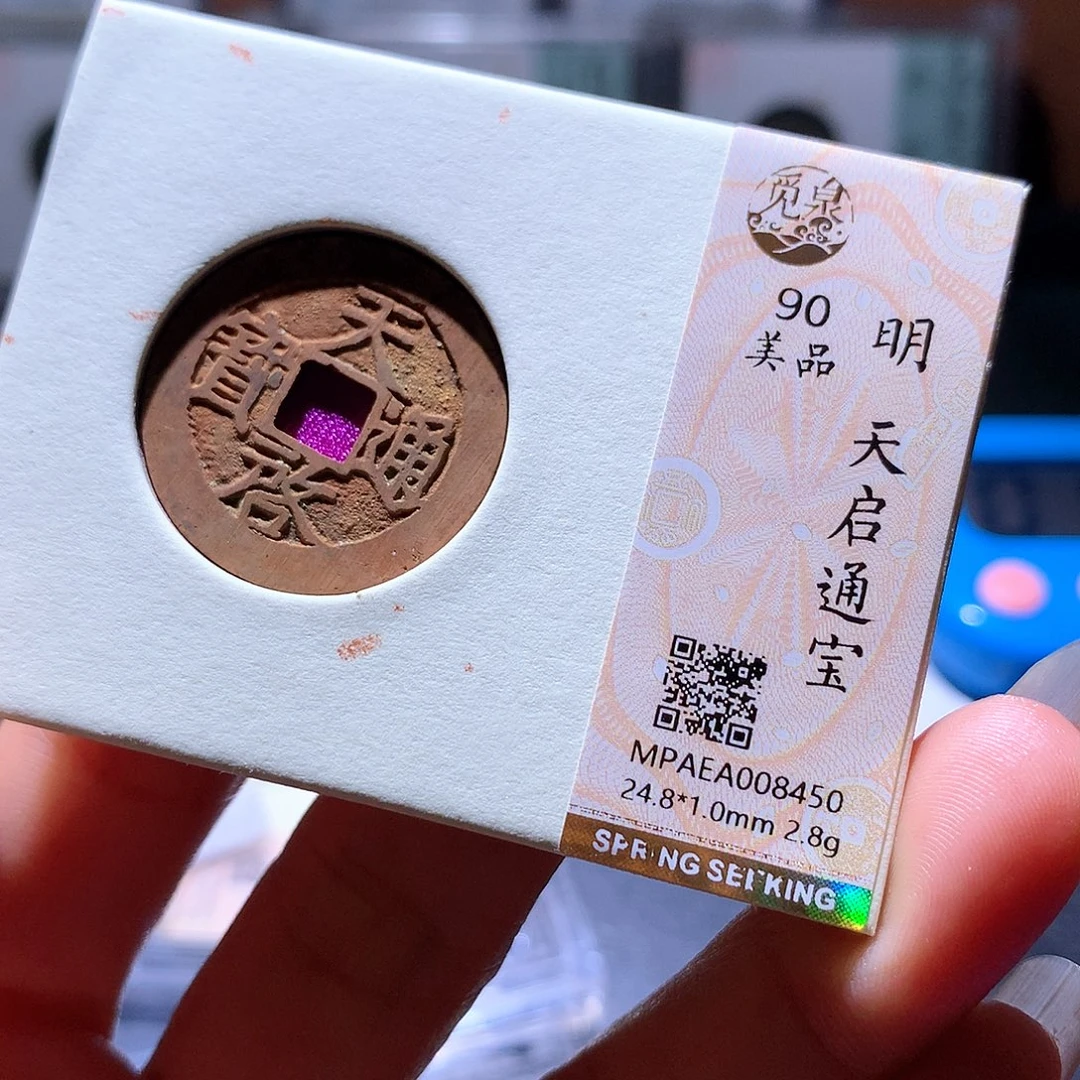 天啓通寶
觅泉
90
美品
明
天启通宝
MPAEA008450
24.8*1.0mm 2.8g
SPRING SEEKING